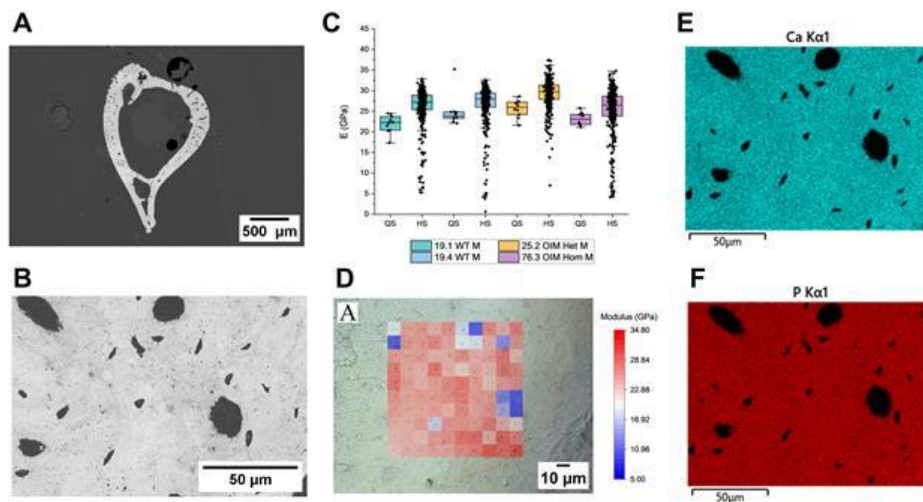 A
500 µm
B
50 µm
C
E (GPa)
45
40
35
30
25
20
15
10
5
0
QS HS QS HS QS HS QS HS
19.1 WT M
25.2 OIM Het M
19.4 WT M
76.3 OIM Hom M
D
A
Modulus (GPa)
34.80
28.84
22.88
16.92
10.96
5.00
10 µm
E
Ca Kα1
50µm
F
P Kα1
50µm